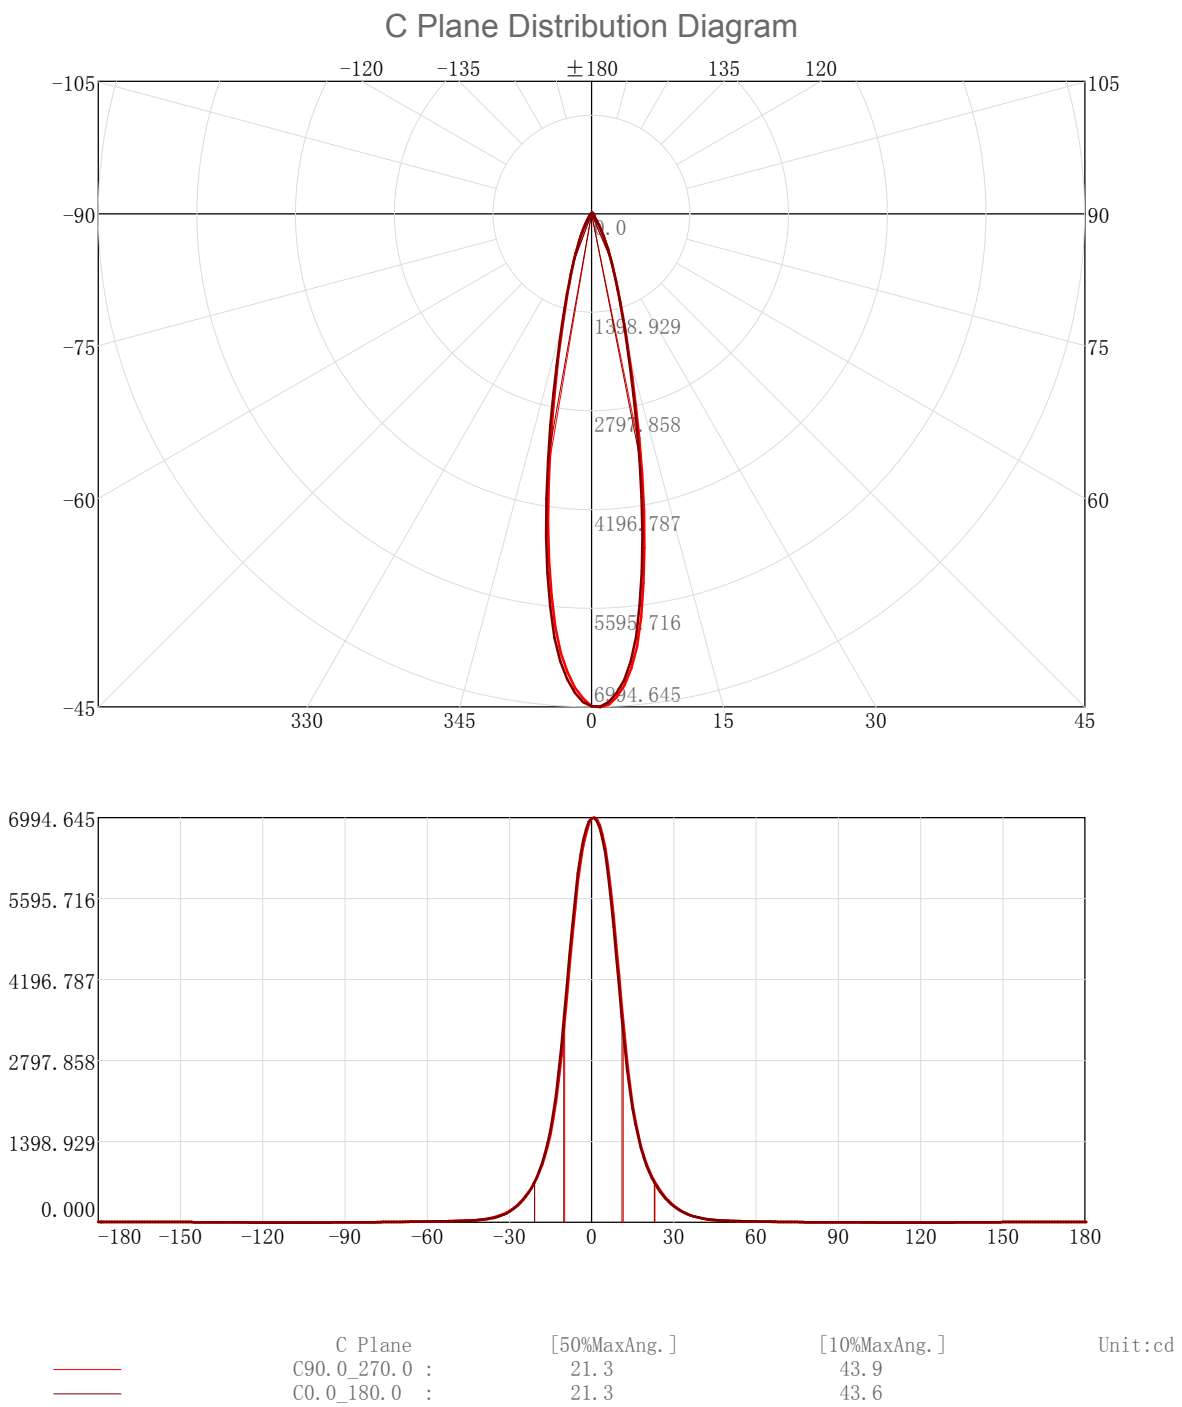 C Plane Distribution Diagram
-120 -135 ±180 135 120
-105 105
-90 90
0.0
1398.929
-75 75
2797.858
-60 60
4196.787
5595.716
6994.645
-45
330 345 0 15 30 45
6994.645
5595.716
4196.787
2797.858
1398.929
0.000
-180 -150 -120 -90 -60 -30 0 30 60 90 120 150 180
C Plane [50%MaxAng.] [10%MaxAng.] Unit:cd
C90.0_270.0 : 21.3 43.9
C0.0_180.0 : 21.3 43.6